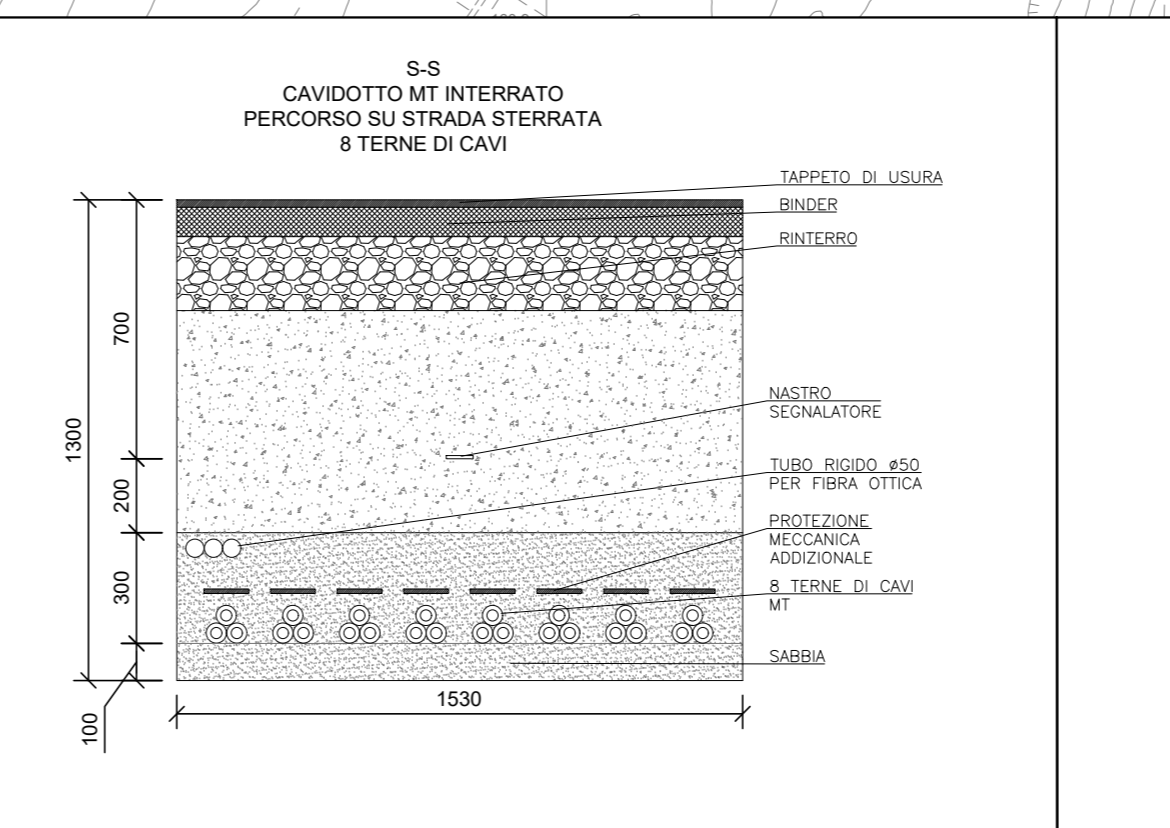 S-S
CAVIDOTTO MT INTERRATO
PERCORSO SU STRADA STERRATA
8 TERNE DI CAVI
TAPPETO DI USURA
BINDER
RINTERRO
NASTRO
SEGNALATORE
TUBO RIGIDO ø50
PER FIBRA OTTICA
PROTEZIONE
MECCANICA
ADDIZIONALE
8 TERNE DI CAVI
MT
SABBIA
1300
700
200
300
100
1530